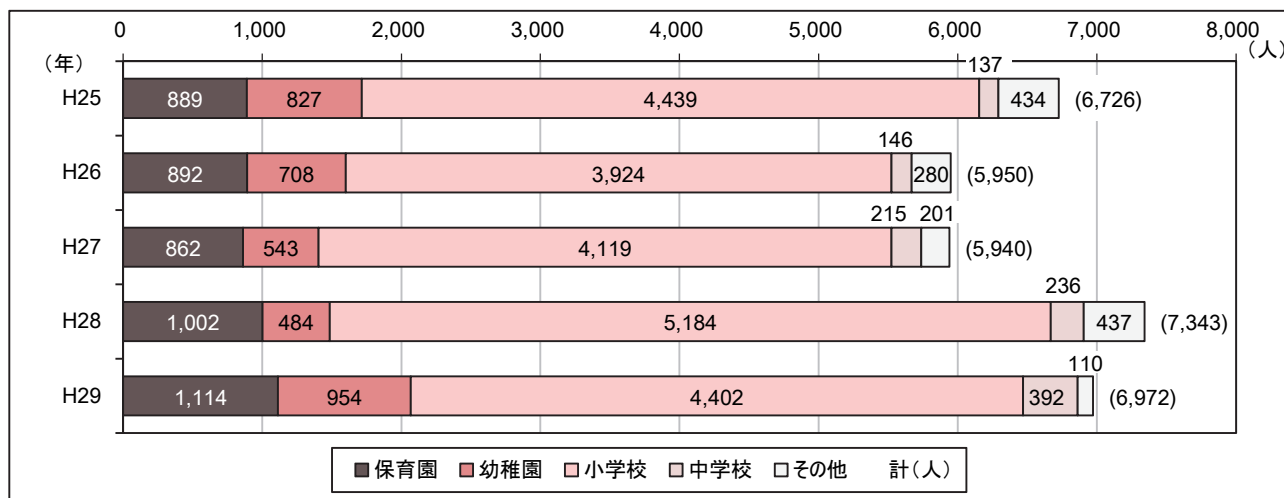 0 1,000 2,000 3,000 4,000 5,000 6,000 7,000 8,000
（年） （人）
137
H25 889 827 4,439 434 (6,726)
146
H26 892 708 3,924 280 (5,950)
215 201
H27 862 543 4,119 (5,940)
236
H28 1,002 484 5,184 437 (7,343)
110
H29 1,114 954 4,402 392 (6,972)
保育園 幼稚園 小学校 中学校 その他 計（人）